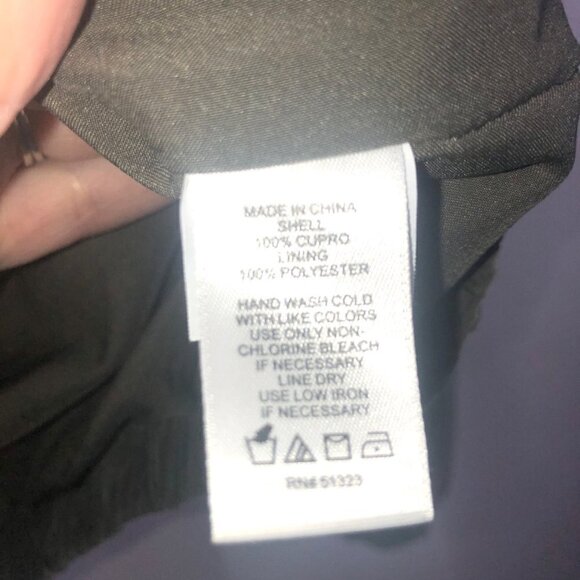 MADE IN CHINA
SHELL
100% CUPRO
LINING
100% POLYESTER
HAND WASH COLD
WITH LIKE COLORS
USE ONLY NON-
CHLORINE BLEACH
IF NECESSARY
LINE DRY
USE LOW IRON
IF NECESSARY
RN# 51323